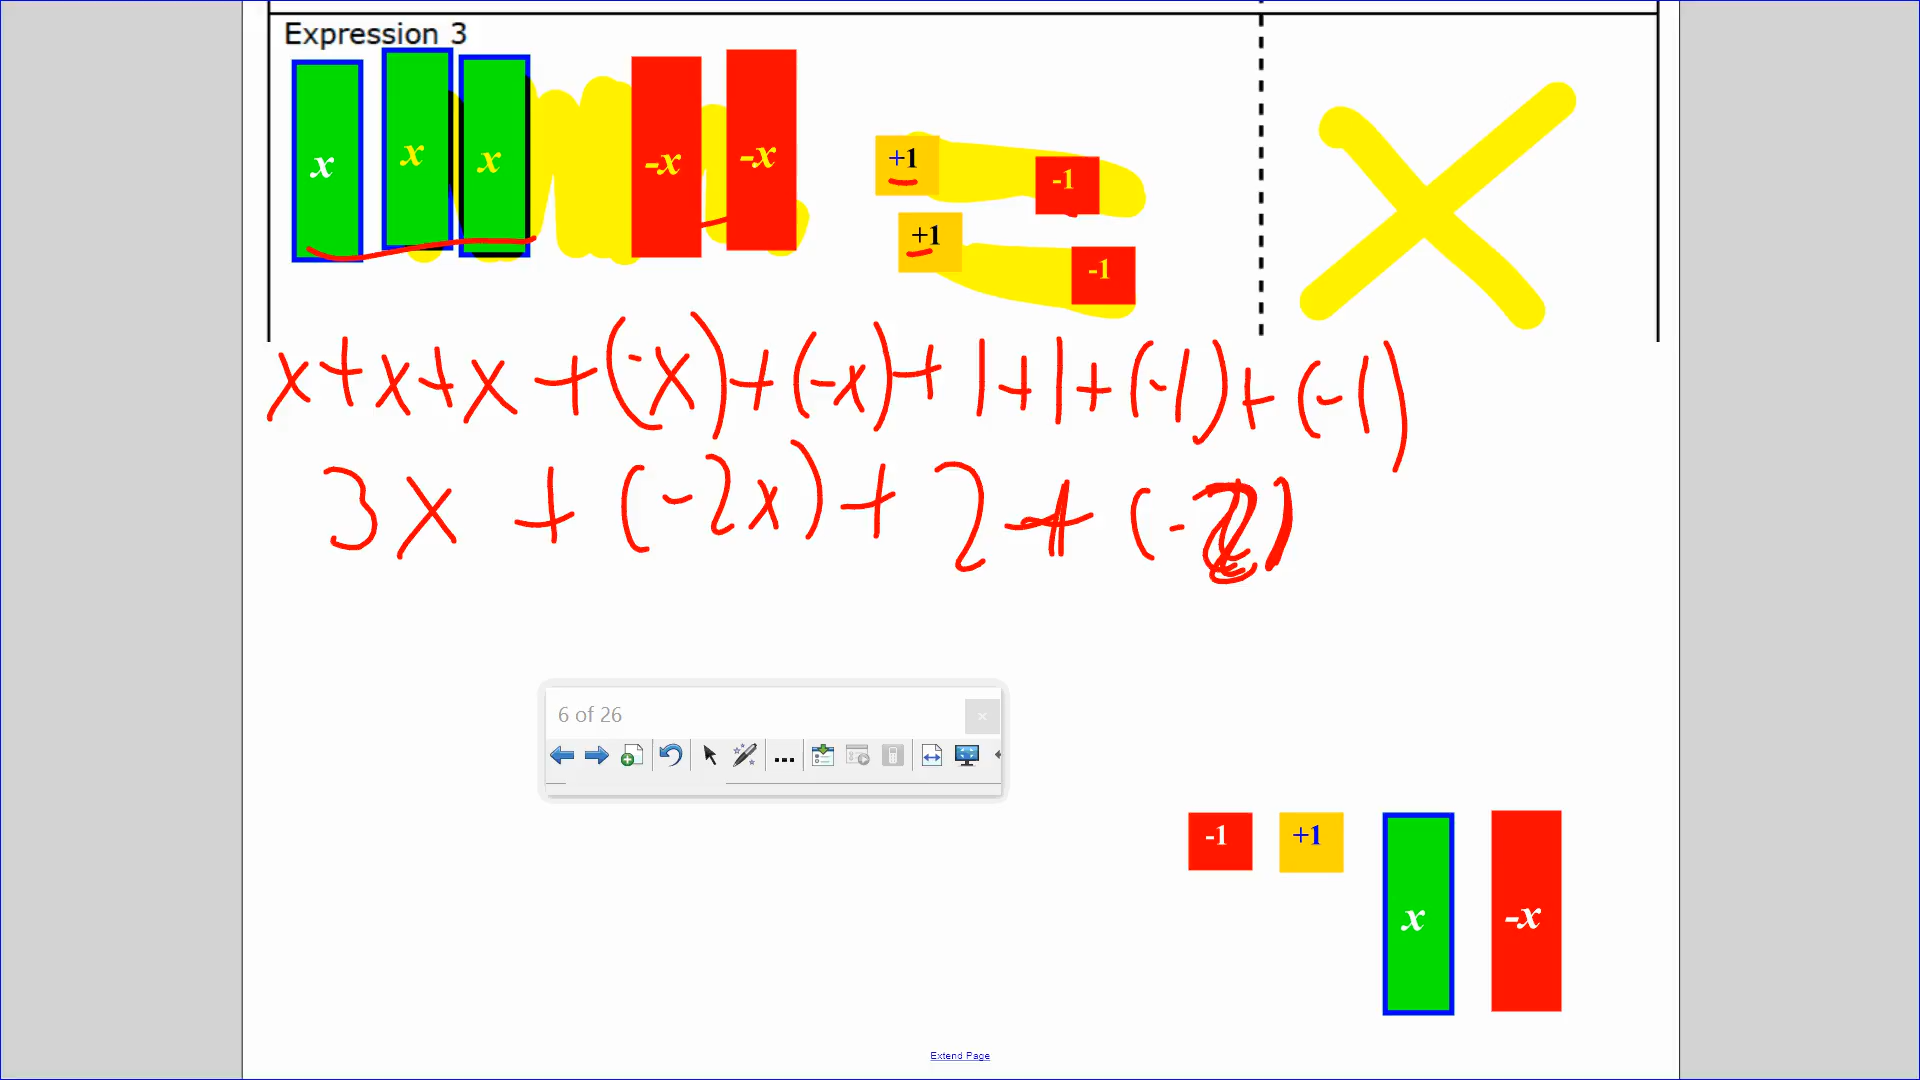 Expression 3
x x x -x -x +1 -1
+1 -1
x
x+x+x+(-x)+(-x)+1+1+(-1)+(-1)
3x+(-2x)+2+(-2)
6 of 26
-1 +1 x -x
Extend Page